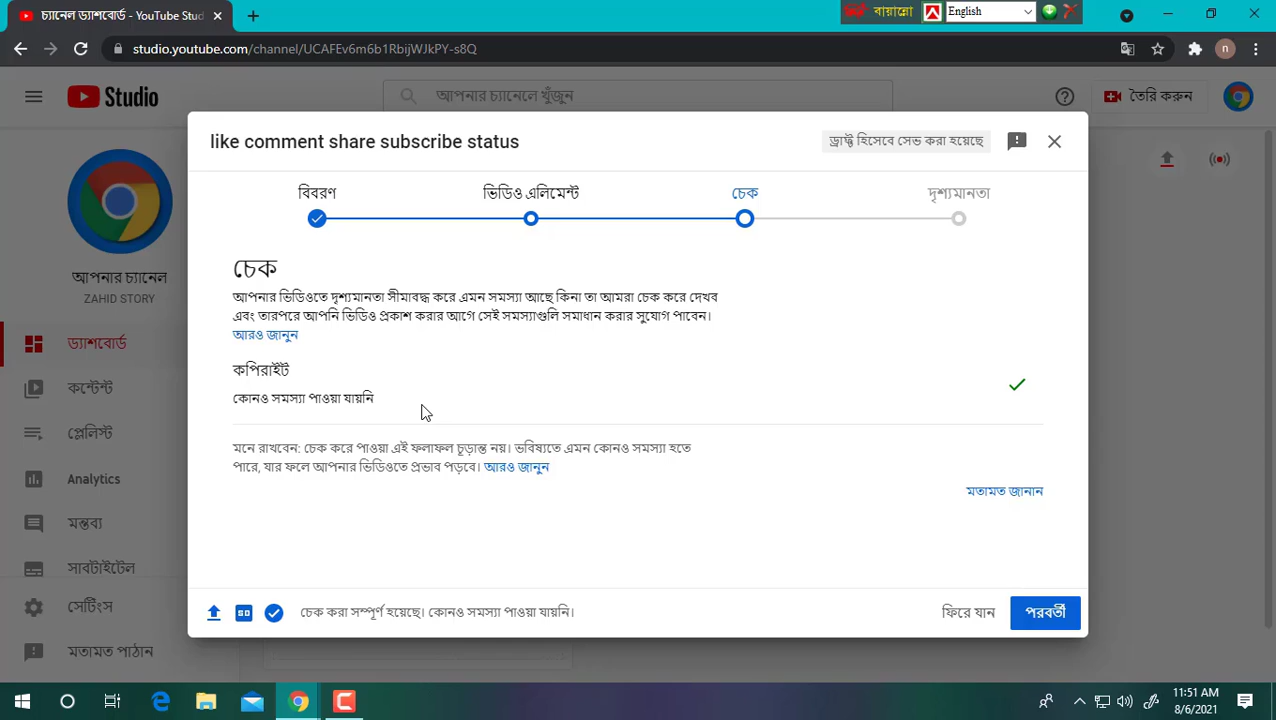 চ্যানেল ড্যাশবোর্ড - YouTube Stud
বায়ান্নো
English
studio.youtube.com/channel/UCAFEv6m6b1RbijWJkPY-s8Q
n
Studio
আপনার চ্যানেলে খুঁজুন
তৈরি করুন
like comment share subscribe status
ড্রাফ্ট হিসেবে সেভ করা হয়েছে
বিবরণ
ভিডিও এলিমেন্ট
চেক
দৃশ্যমানতা
আপনার চ্যানেল
ZAHID STORY
ড্যাশবোর্ড
কন্টেন্ট
প্লেলিস্ট
Analytics
মন্তব্য
সাবটাইটেল
সেটিংস
মতামত পাঠান
চেক
আপনার ভিডিওতে দৃশ্যমানতা সীমাবদ্ধ করে এমন সমস্যা আছে কিনা তা আমরা চেক করে দেখব
এবং তারপরে আপনি ভিডিও প্রকাশ করার আগে সেই সমস্যাগুলি সমাধান করার সুযোগ পাবেন।
আরও জানুন
কপিরাইট
কোনও সমস্যা পাওয়া যায়নি
মনে রাখবেন: চেক করে পাওয়া এই ফলাফল চূড়ান্ত নয়। ভবিষ্যতে এমন কোনও সমস্যা হতে
পারে, যার ফলে আপনার ভিডিওতে প্রভাব পড়বে। আরও জানুন
মতামত জানান
SD
চেক করা সম্পূর্ণ হয়েছে। কোনও সমস্যা পাওয়া যায়নি।
ফিরে যান
পরবর্তী
11:51 AM
8/6/2021